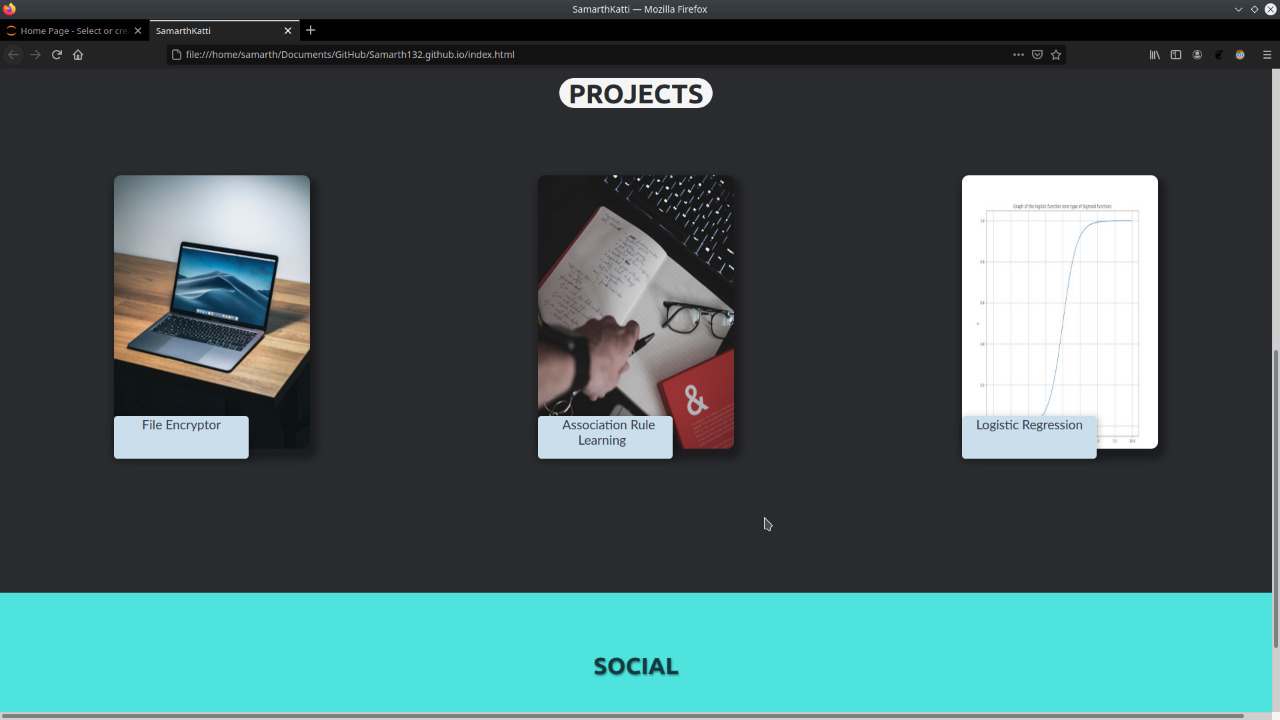 SamarthKatti — Mozilla Firefox
Home Page - Select or cre
SamarthKatti
file:///home/samarth/Documents/GitHub/Samarth132.github.io/index.html
PROJECTS
Graph of the logistic function (one type of Sigmoid function)
&
File Encryptor
Association Rule
Learning
Logistic Regression
SOCIAL